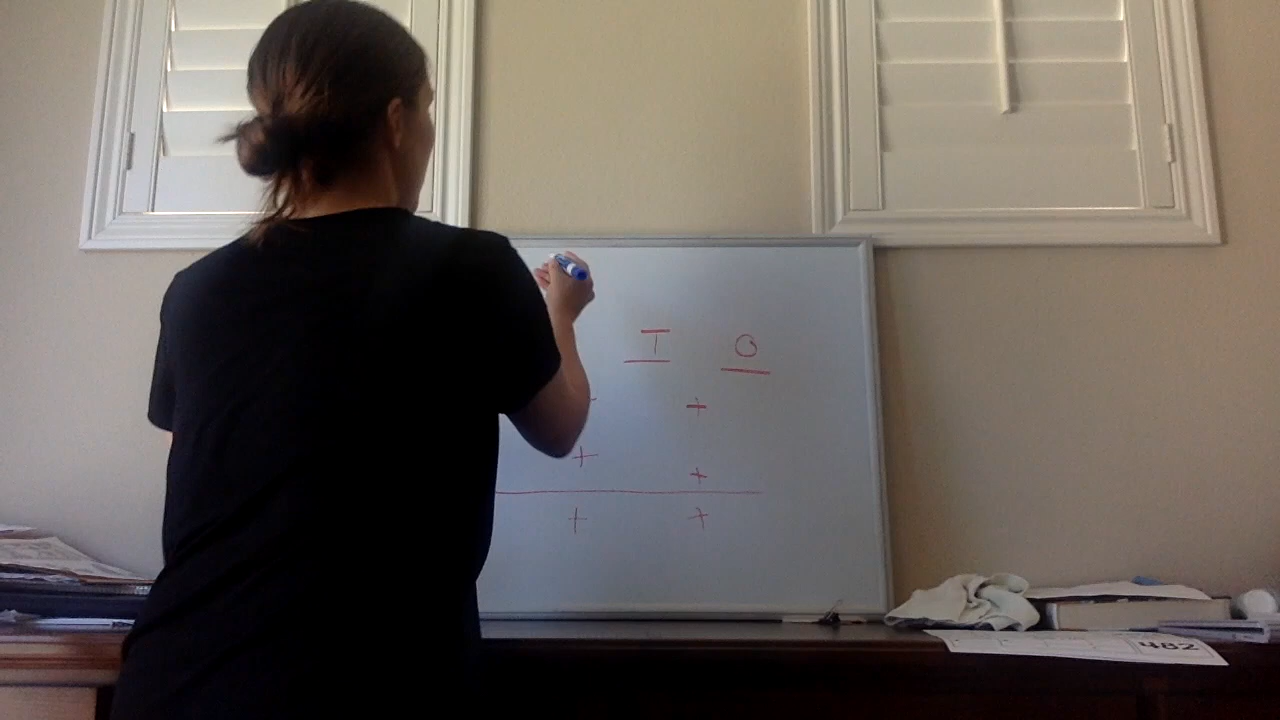 T O
+
+ +
+ +
482